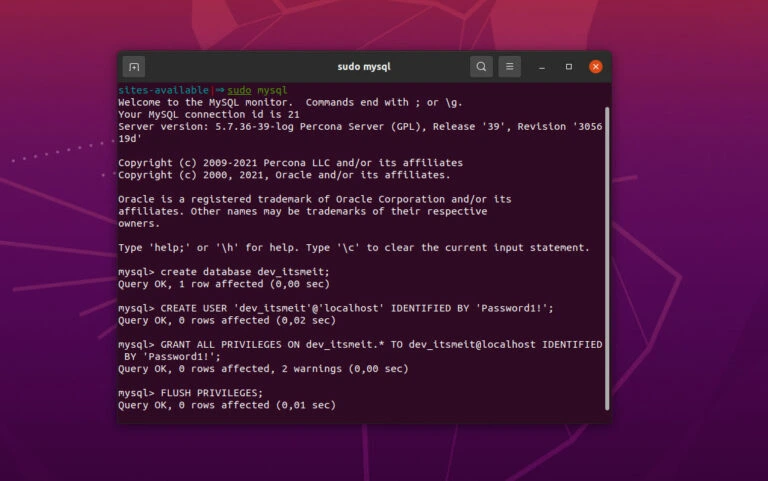 sudo mysql
sites-available|⇒ sudo mysql
Welcome to the MySQL monitor.  Commands end with ; or \g.
Your MySQL connection id is 21
Server version: 5.7.36-39-log Percona Server (GPL), Release '39', Revision '3056
19d'
Copyright (c) 2009-2021 Percona LLC and/or its affiliates
Copyright (c) 2000, 2021, Oracle and/or its affiliates.
Oracle is a registered trademark of Oracle Corporation and/or its
affiliates. Other names may be trademarks of their respective
owners.
Type 'help;' or '\h' for help. Type '\c' to clear the current input statement.
mysql> create database dev_itsmeit;
Query OK, 1 row affected (0,00 sec)
mysql> CREATE USER 'dev_itsmeit'@'localhost' IDENTIFIED BY 'Password1!';
Query OK, 0 rows affected (0,02 sec)
mysql> GRANT ALL PRIVILEGES ON dev_itsmeit.* TO dev_itsmeit@localhost IDENTIFIED
 BY 'Password1!';
Query OK, 0 rows affected, 2 warnings (0,00 sec)
mysql> FLUSH PRIVILEGES;
Query OK, 0 rows affected (0,01 sec)